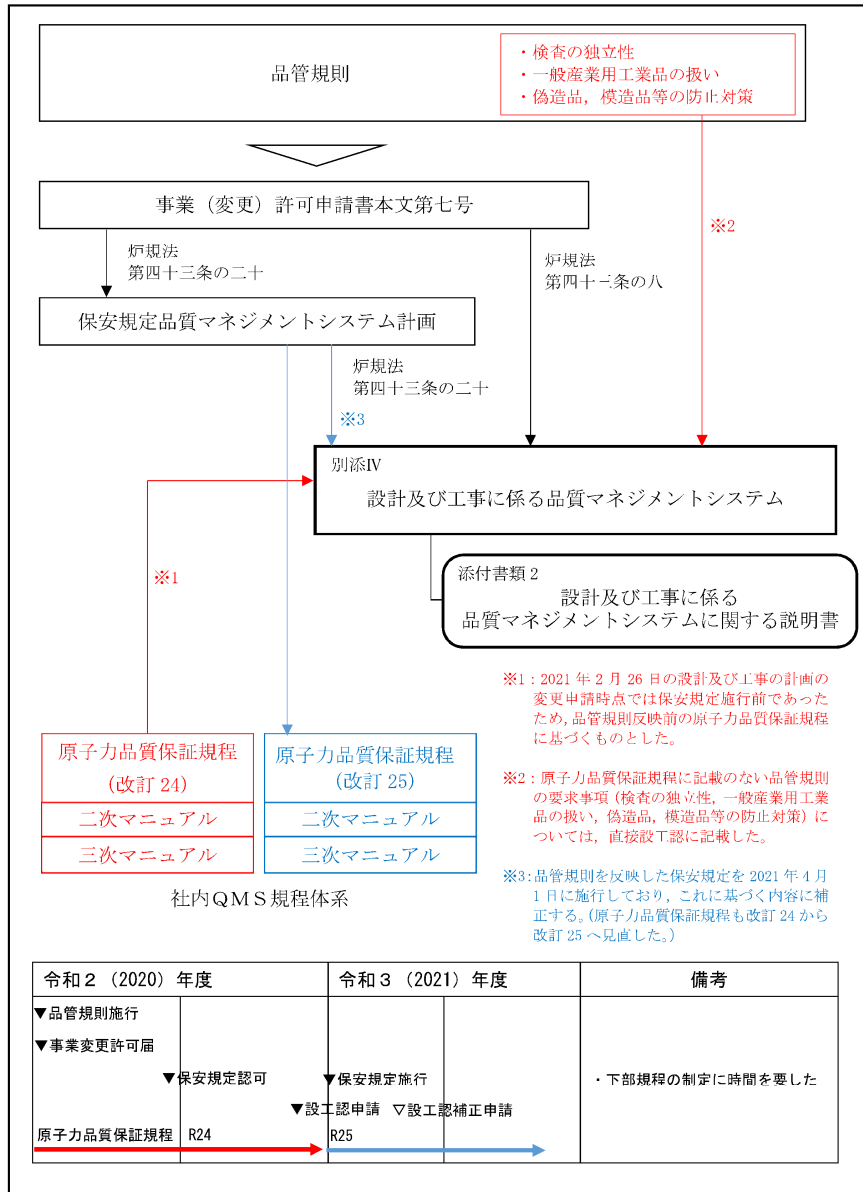 品管規則
・検査の独立性
・一般産業用工業品の扱い
・偽造品，模造品等の防止対策
事業（変更）許可申請書本文第七号
※2
炉規法
第四十三条の二十
炉規法
第四十三条の八
保安規定品質マネジメントシステム計画
炉規法
第四十三条の二十
※3
別添Ⅳ
設計及び工事に係る品質マネジメントシステム
※1
添付書類２
設計及び工事に係る
品質マネジメントシステムに関する説明書
※1：2021 年 2 月 26 日の設計及び工事の計画の
変更申請時点では保安規定施行前であっ
ため，品管規則反映前の原子力品質保証規程
に基づくものとした。
※2：原子力品質保証規程に記載のない品管規則
の要求事項（検査の独立性，一般産業用工業
品の扱い，偽造品，模造品等の防止対策）に
ついては，直接設工認に記載した。
※3：品管規則を反映した保安規定を 2021 年 4 月
1 日に施行しており，これに基づく内容に補
正する。（原子力品質保証規程も改訂 24 から
改訂 25 へ見直した。）
原子力品質保証規程
(改訂 24)
二次マニュアル
三次マニュアル
原子力品質保証規程
(改訂 25)
二次マニュアル
三次マニュアル
社内ＱＭＳ規程体系
令和２（2020）年度
令和３（2021）年度
備考
▼品管規則施行
▼事業変更許可届
▼保安規定認可
▼保安規定施行
・下部規程の制定に時間を要した
▼設工認申請
▽設工認補正申請
原子力品質保証規程
R24
R25